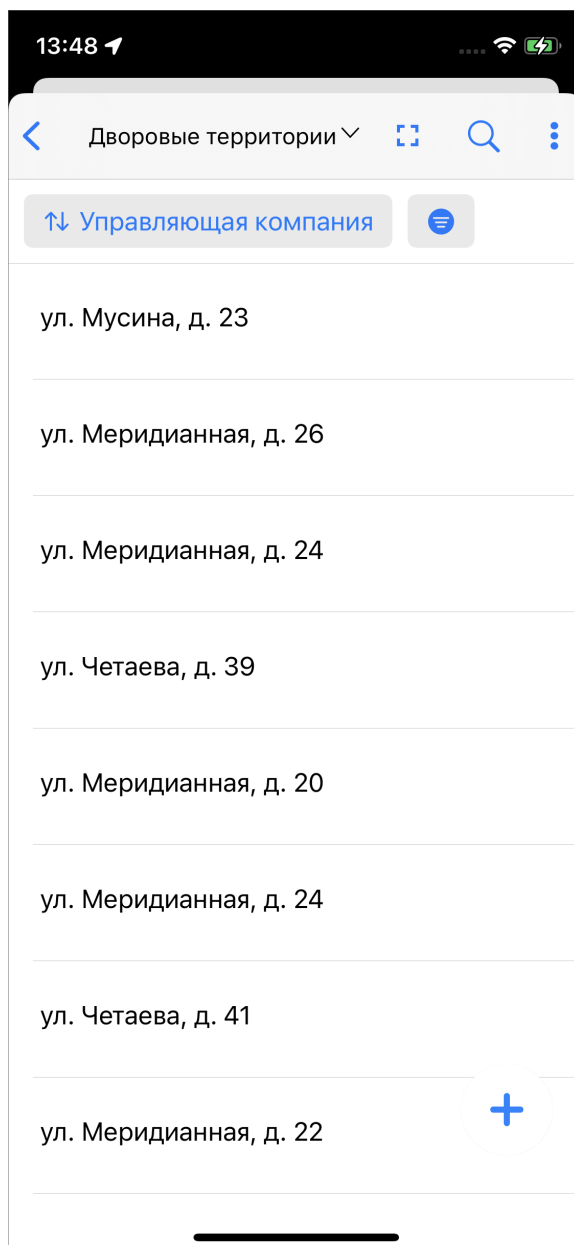 13:48
Дворовые территории
Управляющая компания
ул. Мусина, д. 23
ул. Меридианная, д. 26
ул. Меридианная, д. 24
ул. Четаева, д. 39
ул. Меридианная, д. 20
ул. Меридианная, д. 24
ул. Четаева, д. 41
ул. Меридианная, д. 22